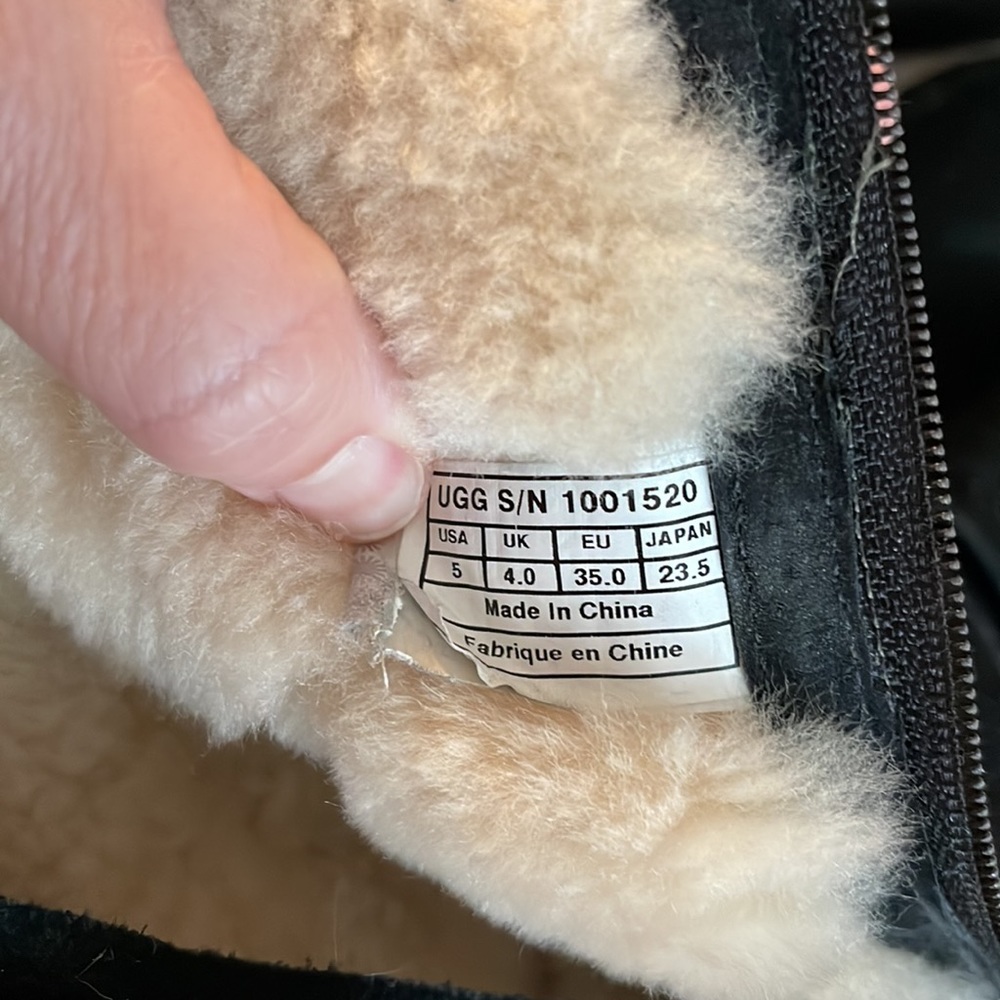 UGG S/N 1001520
USA UK EU JAPAN
5 4.0 35.0 23.5
Made In China
Fabrique en Chine